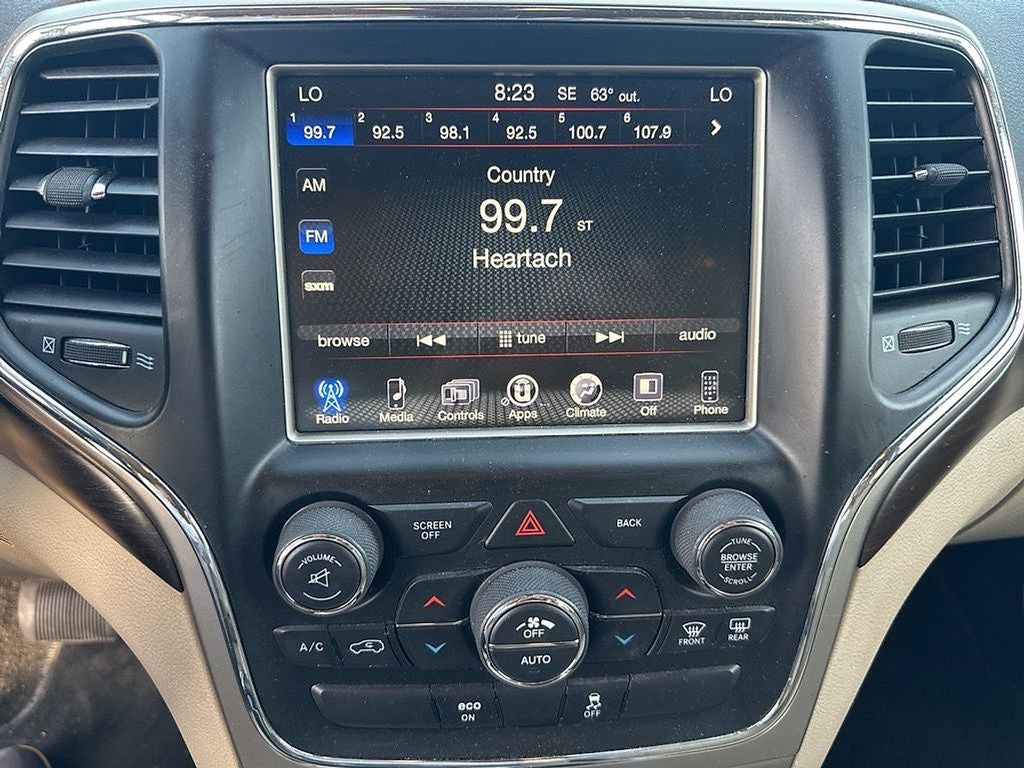 LO 8:23 SE 63° out. LO
1 99.7 2 92.5 3 98.1 4 92.5 5 100.7 6 107.9
AM
FM
sxm
Country
99.7 ST
Heartach
browse tune audio
Radio Media Controls Apps Climate Off Phone
SCREEN
OFF
BACK
VOLUME
TUNE
BROWSE
ENTER
SCROLL
OFF
AUTO
A/C
FRONT
REAR
eco
ON
OFF